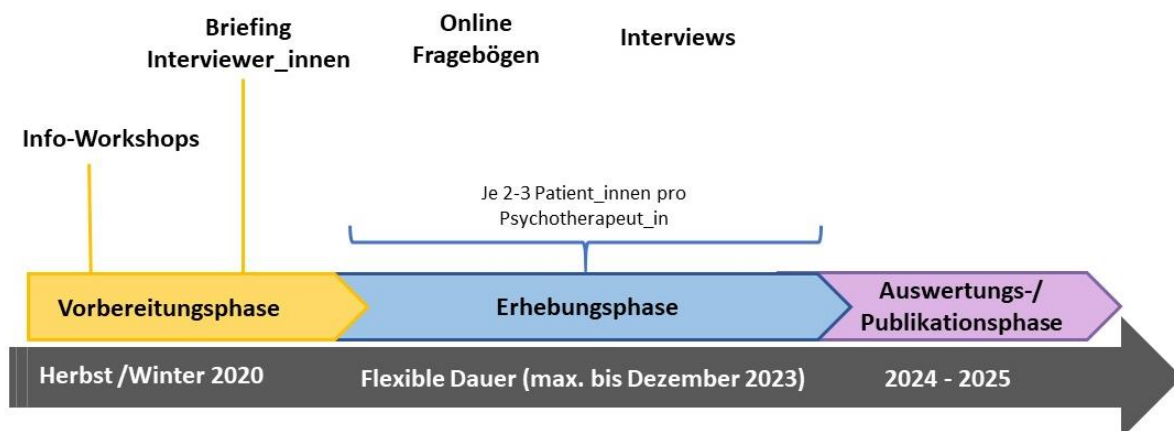 Briefing
Interviewer_innen
Online
Fragebögen
Interviews
Info-Workshops
Je 2-3 Patient_innen pro
Psychotherapeut_in
Vorbereitungsphase
Erhebungsphase
Auswertungs-/
Publikationsphase
Herbst /Winter 2020
Flexible Dauer (max. bis Dezember 2023)
2024 - 2025